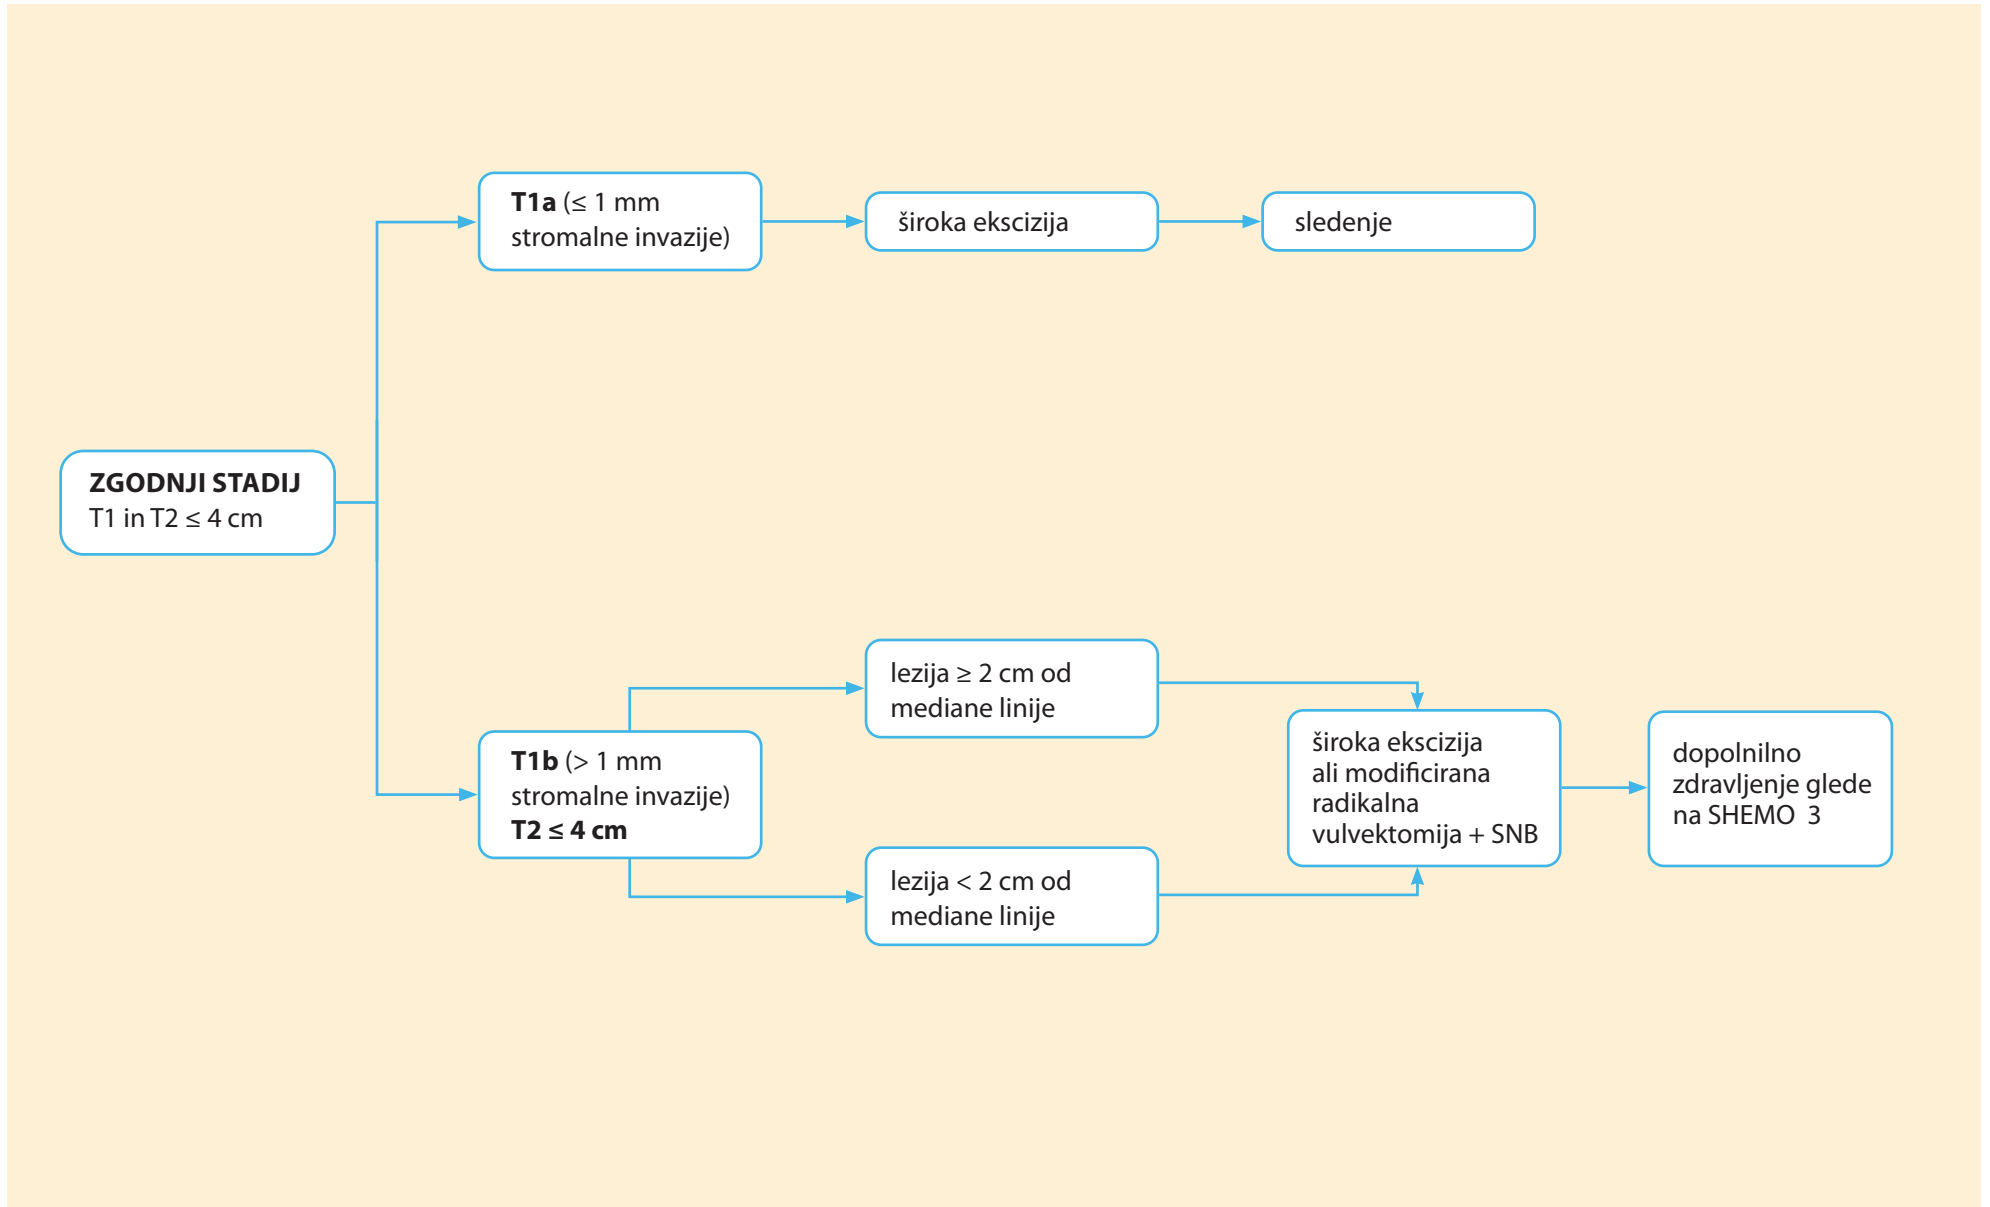 ZGODNJI STADIJ
T1 in T2 ≤ 4 cm
T1a (≤ 1 mm
stromalne invazije)
široka ekscizija
sledenje
T1b (> 1 mm
stromalne invazije)
T2 ≤ 4 cm
lezija ≥ 2 cm od
mediane linije
lezija < 2 cm od
mediane linije
široka ekscizija
ali modificirana
radikalna
vulvektomija + SNB
dopolnilno
zdravljenje glede
na SHEMO 3